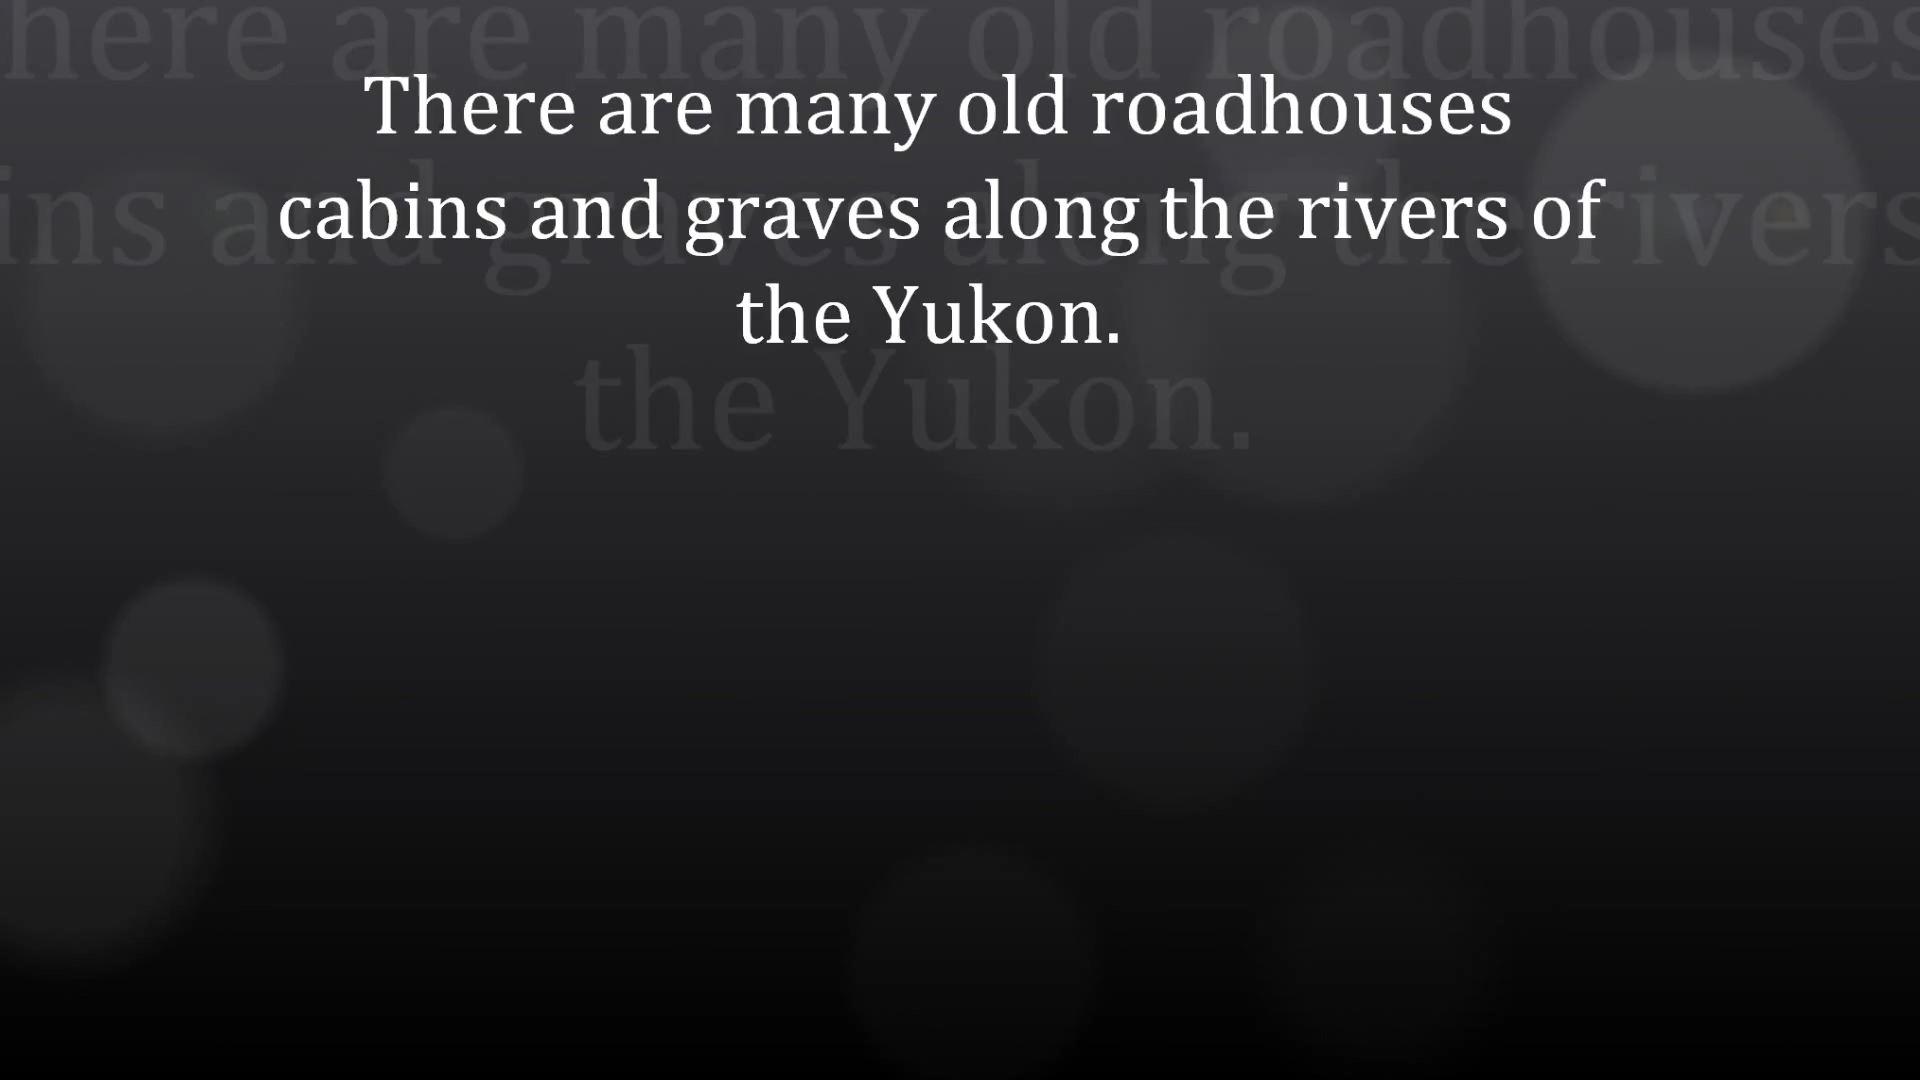 There are many old roadhouses
cabins and graves along the rivers of
the Yukon.